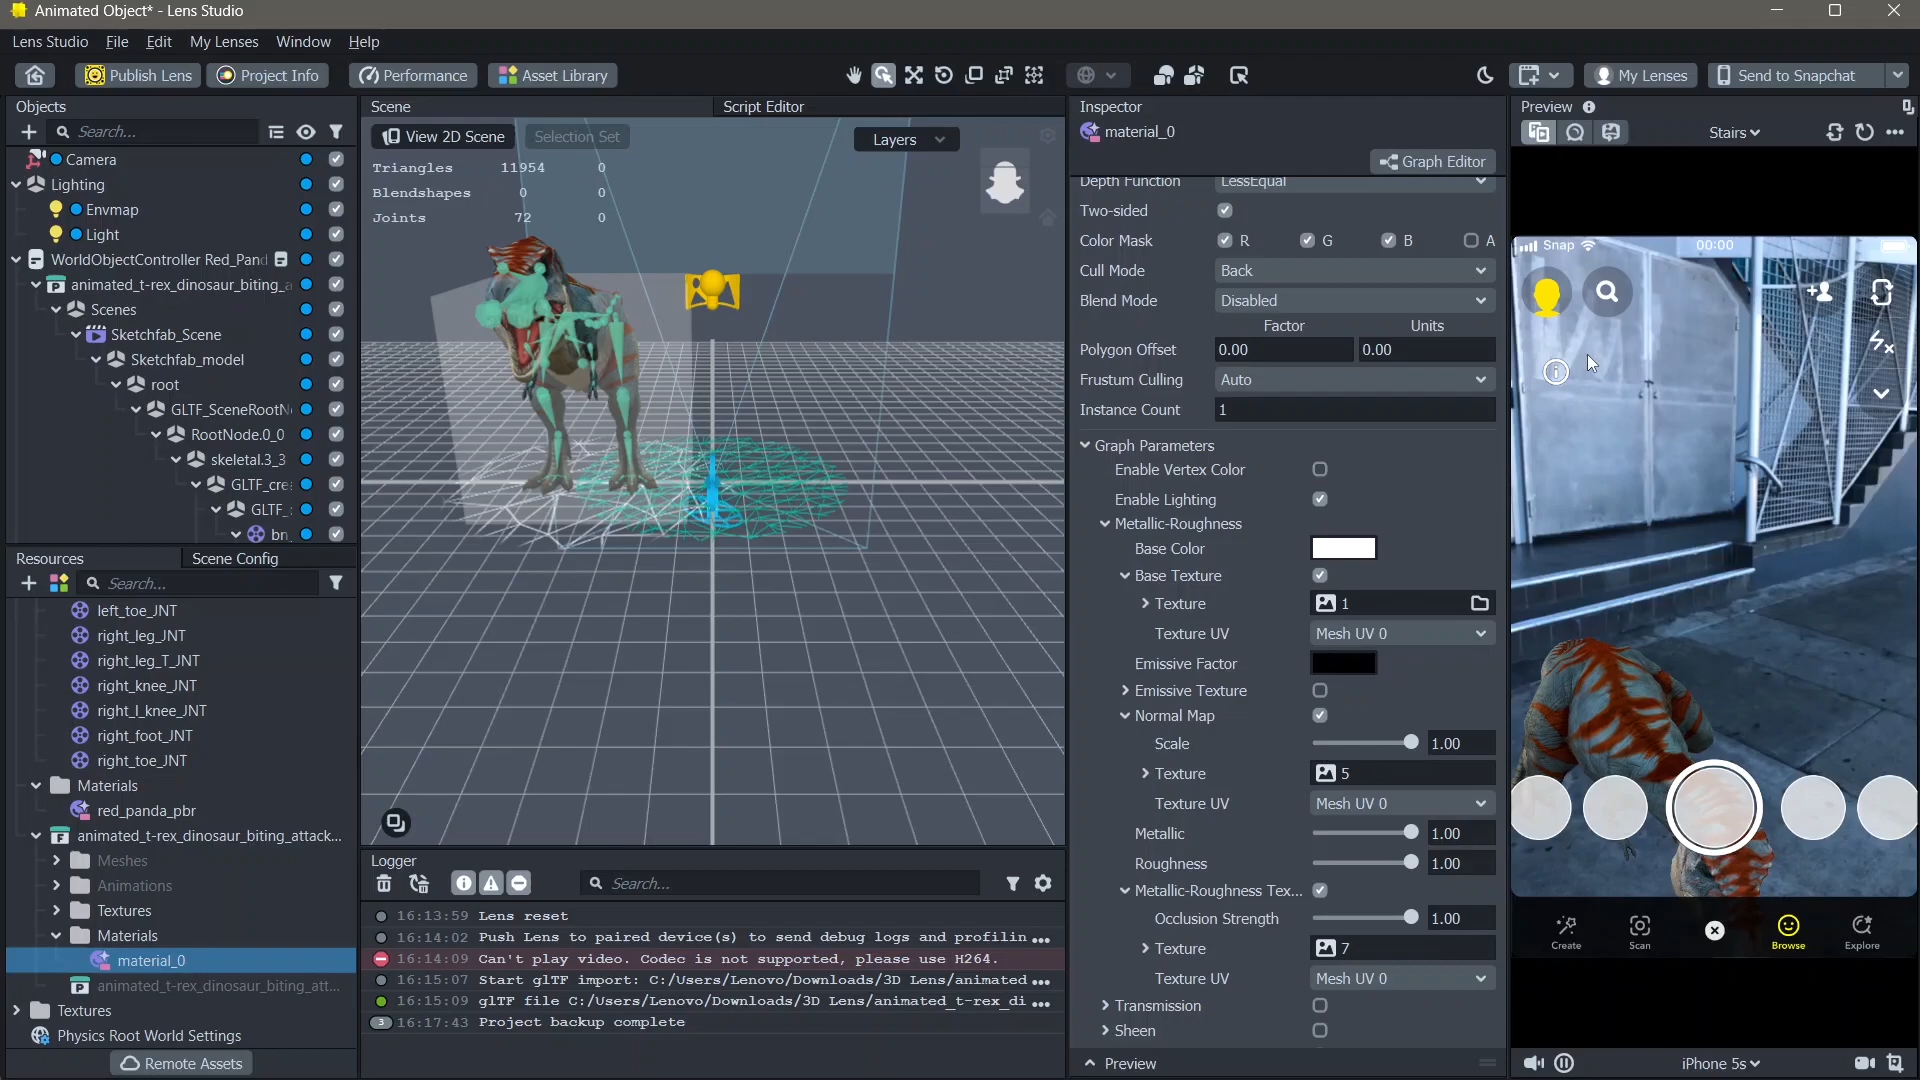 Animated Object* - Lens Studio
Lens Studio File Edit My Lenses Window Help
Publish Lens Project Info Performance Asset Library My Lenses Send to Snapchat
Objects
Search...
Camera
Lighting
Envmap
Light
WorldObjectController Red_Pand
animated_t-rex_dinosaur_biting_a
Scenes
Sketchfab_Scene
Sketchfab_model
root
GLTF_SceneRootN
RootNode.0_0
skeletal.3_3
GLTF_cre
GLTF_
bn_
Resources Scene Config
Search...
left_toe_JNT
right_leg_JNT
right_leg_T_JNT
right_knee_JNT
right_l_knee_JNT
right_foot_JNT
right_toe_JNT
Materials
red_panda_pbr
animated_t-rex_dinosaur_biting_attack...
Meshes
Animations
Textures
Materials
material_0
animated_t-rex_dinosaur_biting_att...
Textures
Physics Root World Settings
Remote Assets
Scene Script Editor
View 2D Scene Selection Set Layers
Triangles 11954 0
Blendshapes 0 0
Joints 72 0
Logger
Search...
16:13:59 Lens reset
16:14:02 Push Lens to paired device(s) to send debug logs and profilin ...
16:14:09 Can't play video. Codec is not supported, please use H264.
16:15:07 Start glTF import: C:/Users/Lenovo/Downloads/3D Lens/animated ...
16:15:09 glTF file C:/Users/Lenovo/Downloads/3D Lens/animated_t-rex_di ...
3 16:17:43 Project backup complete
Inspector
material_0
Graph Editor
Depth Function LessEqual
Two-sided
Color Mask R G B A
Cull Mode Back
Blend Mode Disabled
Factor Units
Polygon Offset 0.00 0.00
Frustum Culling Auto
Instance Count 1
Graph Parameters
Enable Vertex Color
Enable Lighting
Metallic-Roughness
Base Color
Base Texture
Texture 1
Texture UV Mesh UV 0
Emissive Factor
Emissive Texture
Normal Map
Scale 1.00
Texture 5
Texture UV Mesh UV 0
Metallic 1.00
Roughness 1.00
Metallic-Roughness Tex...
Occlusion Strength 1.00
Texture 7
Texture UV Mesh UV 0
Transmission
Sheen
Preview
Preview
Stairs
Snap 00:00
Create Scan Browse Explore
iPhone 5s